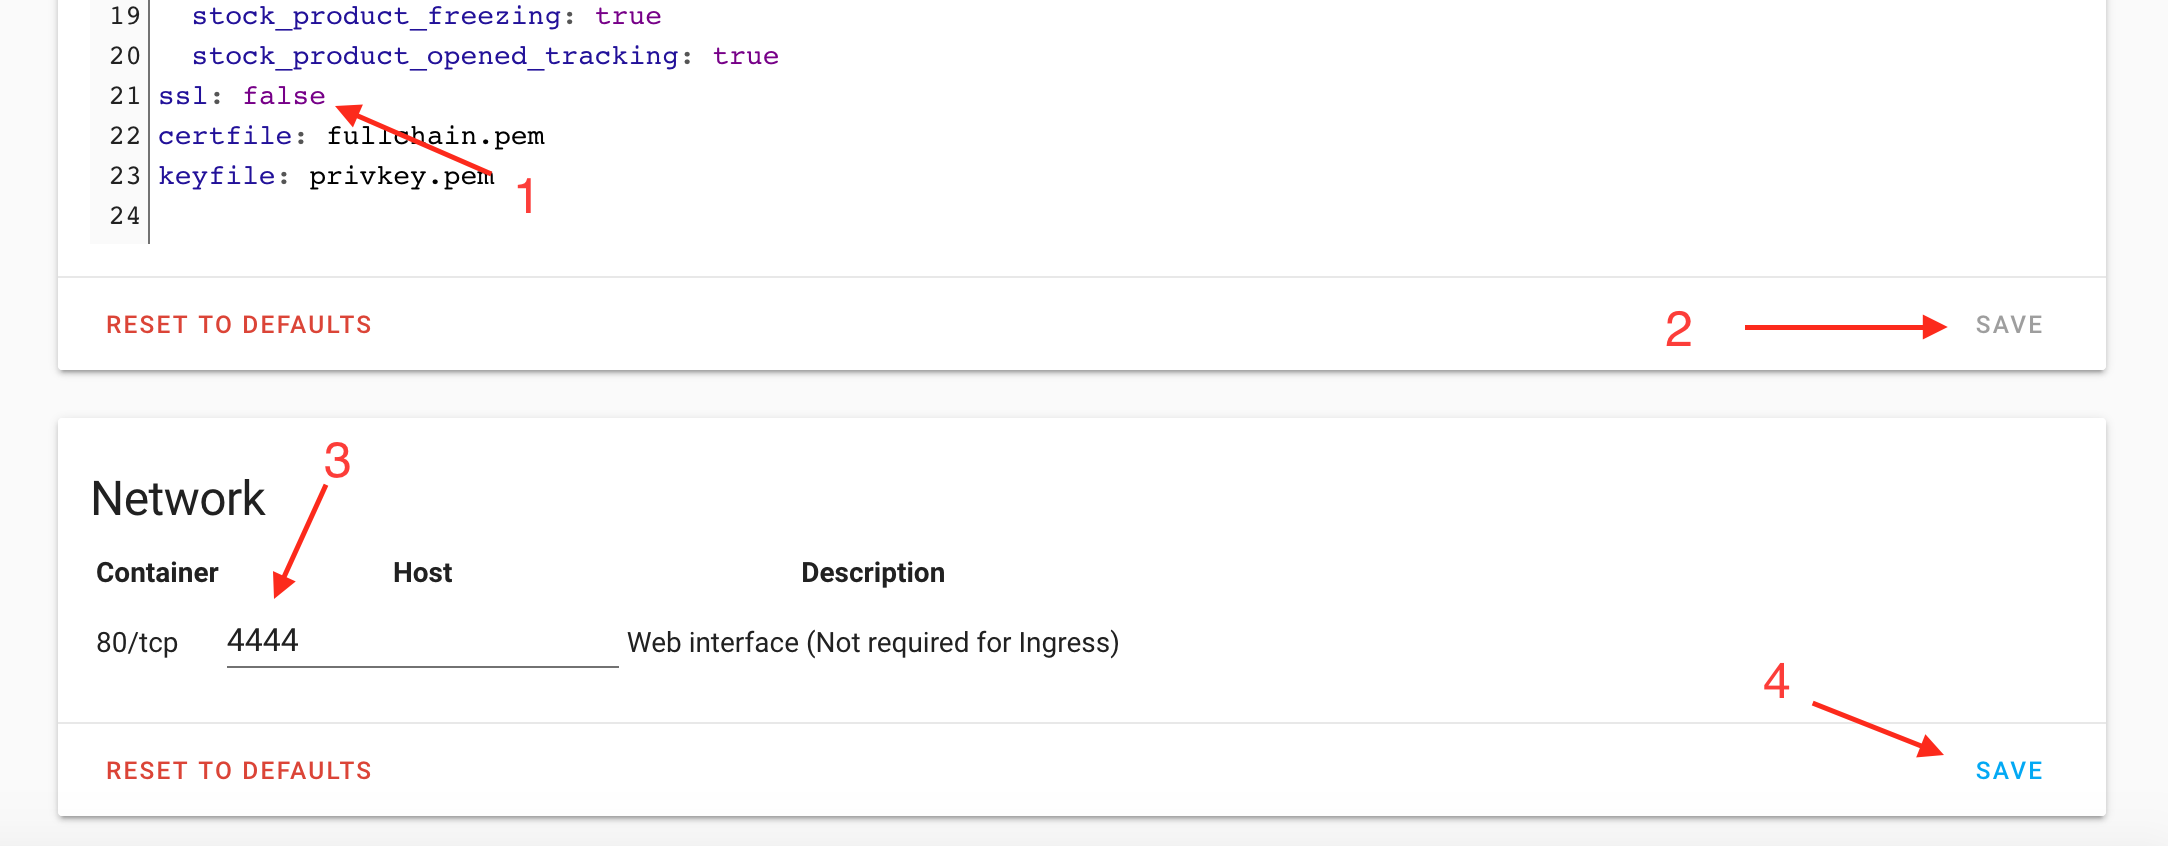 19 stock_product_freezing: true
20 stock_product_opened_tracking: true
21 ssl: false
22 certfile: fullchain.pem
23 keyfile: privkey.pem
1
24
RESET TO DEFAULTS
2
SAVE
3
Network
Container Host Description
80/tcp 4444 Web interface (Not required for Ingress)
4
RESET TO DEFAULTS
SAVE